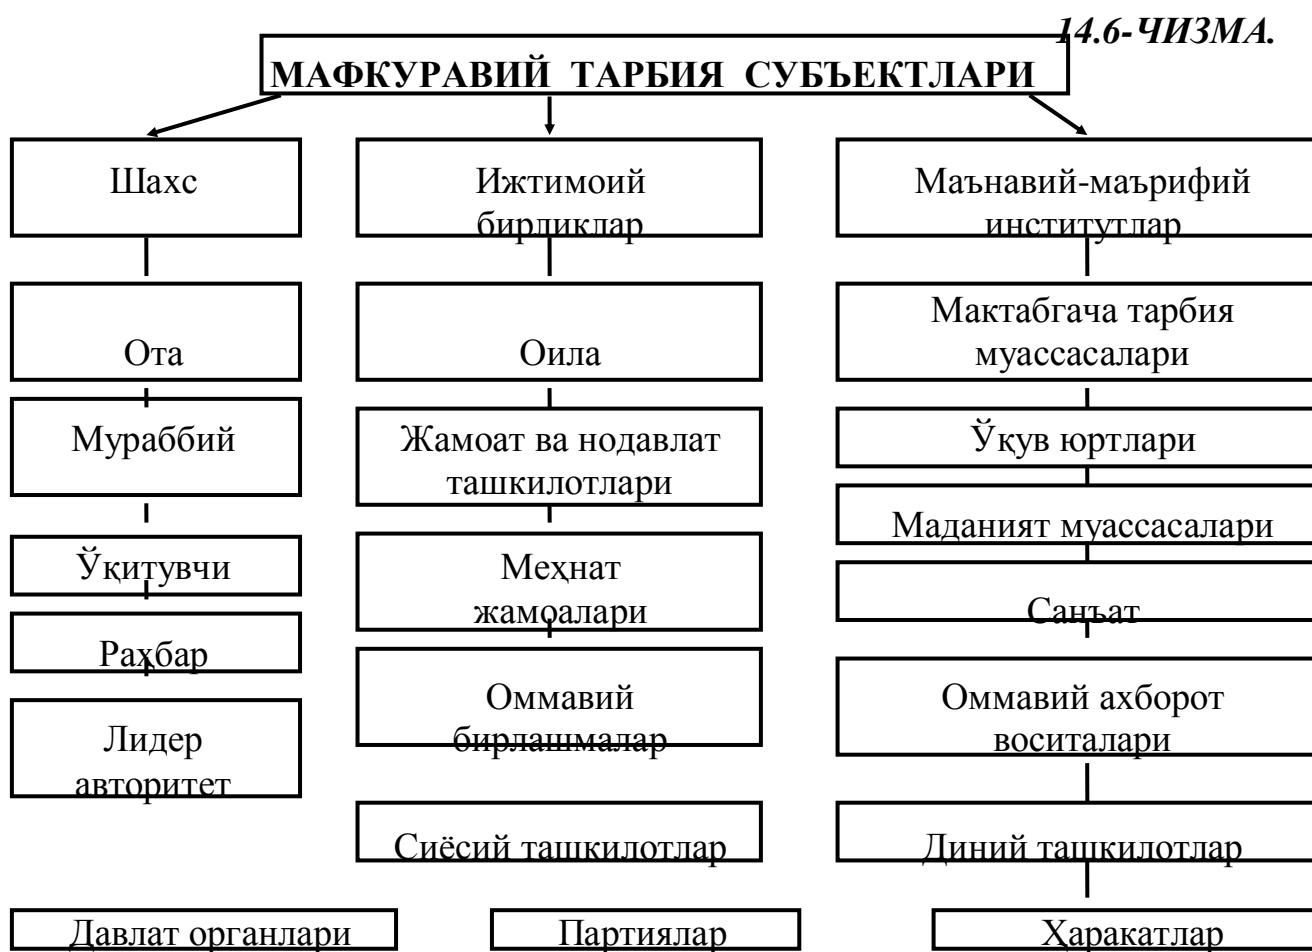 14.6-ЧИЗМА.
МАФКУРАВИЙ ТАРБИЯ СУБЪЕКТЛАРИ
Шахс
Ота
Мураббий
Ўқитувчи
Раҳбар
Лидер
авторитет
Ижтимоий
бирликлар
Оила
Жамоат ва нодавлат
ташкилотлари
Меҳнат
жамоалари
Оммавий
бирлашмалар
Сиёсий ташкилотлар
Маънавий-маърифий
институтлар
Мактабгача тарбия
муассасалари
Ўқув юртлари
Маданият муассасалари
Санъат
Оммавий ахборот
воситалари
Диний ташкилотлар
Давлат органлари
Партиялар
Ҳаракатлар